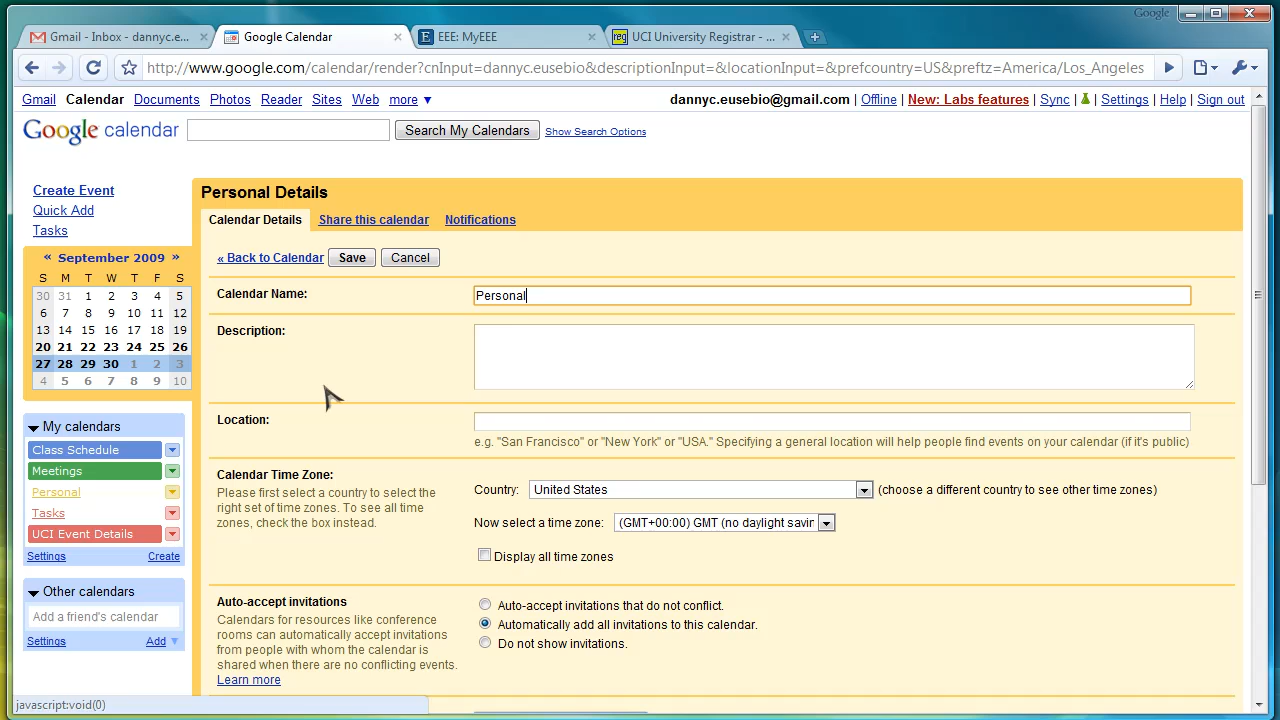 Google
Gmail - Inbox - dannyc.e...
Google Calendar
EEE: MyEEE
UCI University Registrar - ...
http://www.google.com/calendar/render?cnInput=dannyc.eusebio&descriptionInput=&locationInput=&prefcountry=US&preftz=America/Los_Angeles
Gmail Calendar Documents Photos Reader Sites Web more ▼
dannyc.eusebio@gmail.com | Offline | New: Labs features | Sync | Settings | Help | Sign out
Google calendar
Search My Calendars
Show Search Options
Create Event
Quick Add
Tasks
« September 2009 »
S M T W T F S
30 31 1 2 3 4 5
6 7 8 9 10 11 12
13 14 15 16 17 18 19
20 21 22 23 24 25 26
27 28 29 30 1 2 3
4 5 6 7 8 9 10
My calendars
Class Schedule
Meetings
Personal
Tasks
UCI Event Details
Settings Create
Other calendars
Add a friend's calendar
Settings Add
Personal Details
Calendar Details Share this calendar Notifications
« Back to Calendar Save Cancel
Calendar Name: Personal
Description:
Location:
e.g. "San Francisco" or "New York" or "USA." Specifying a general location will help people find events on your calendar (if it's public)
Calendar Time Zone:
Please first select a country to select the
right set of time zones. To see all time
zones, check the box instead.
Country: United States (choose a different country to see other time zones)
Now select a time zone: (GMT+00:00) GMT (no daylight savin
Display all time zones
Auto-accept invitations
Calendars for resources like conference
rooms can automatically accept invitations
from people with whom the calendar is
shared when there are no conflicting events.
Learn more
Auto-accept invitations that do not conflict.
Automatically add all invitations to this calendar.
Do not show invitations.
javascript:void(0)